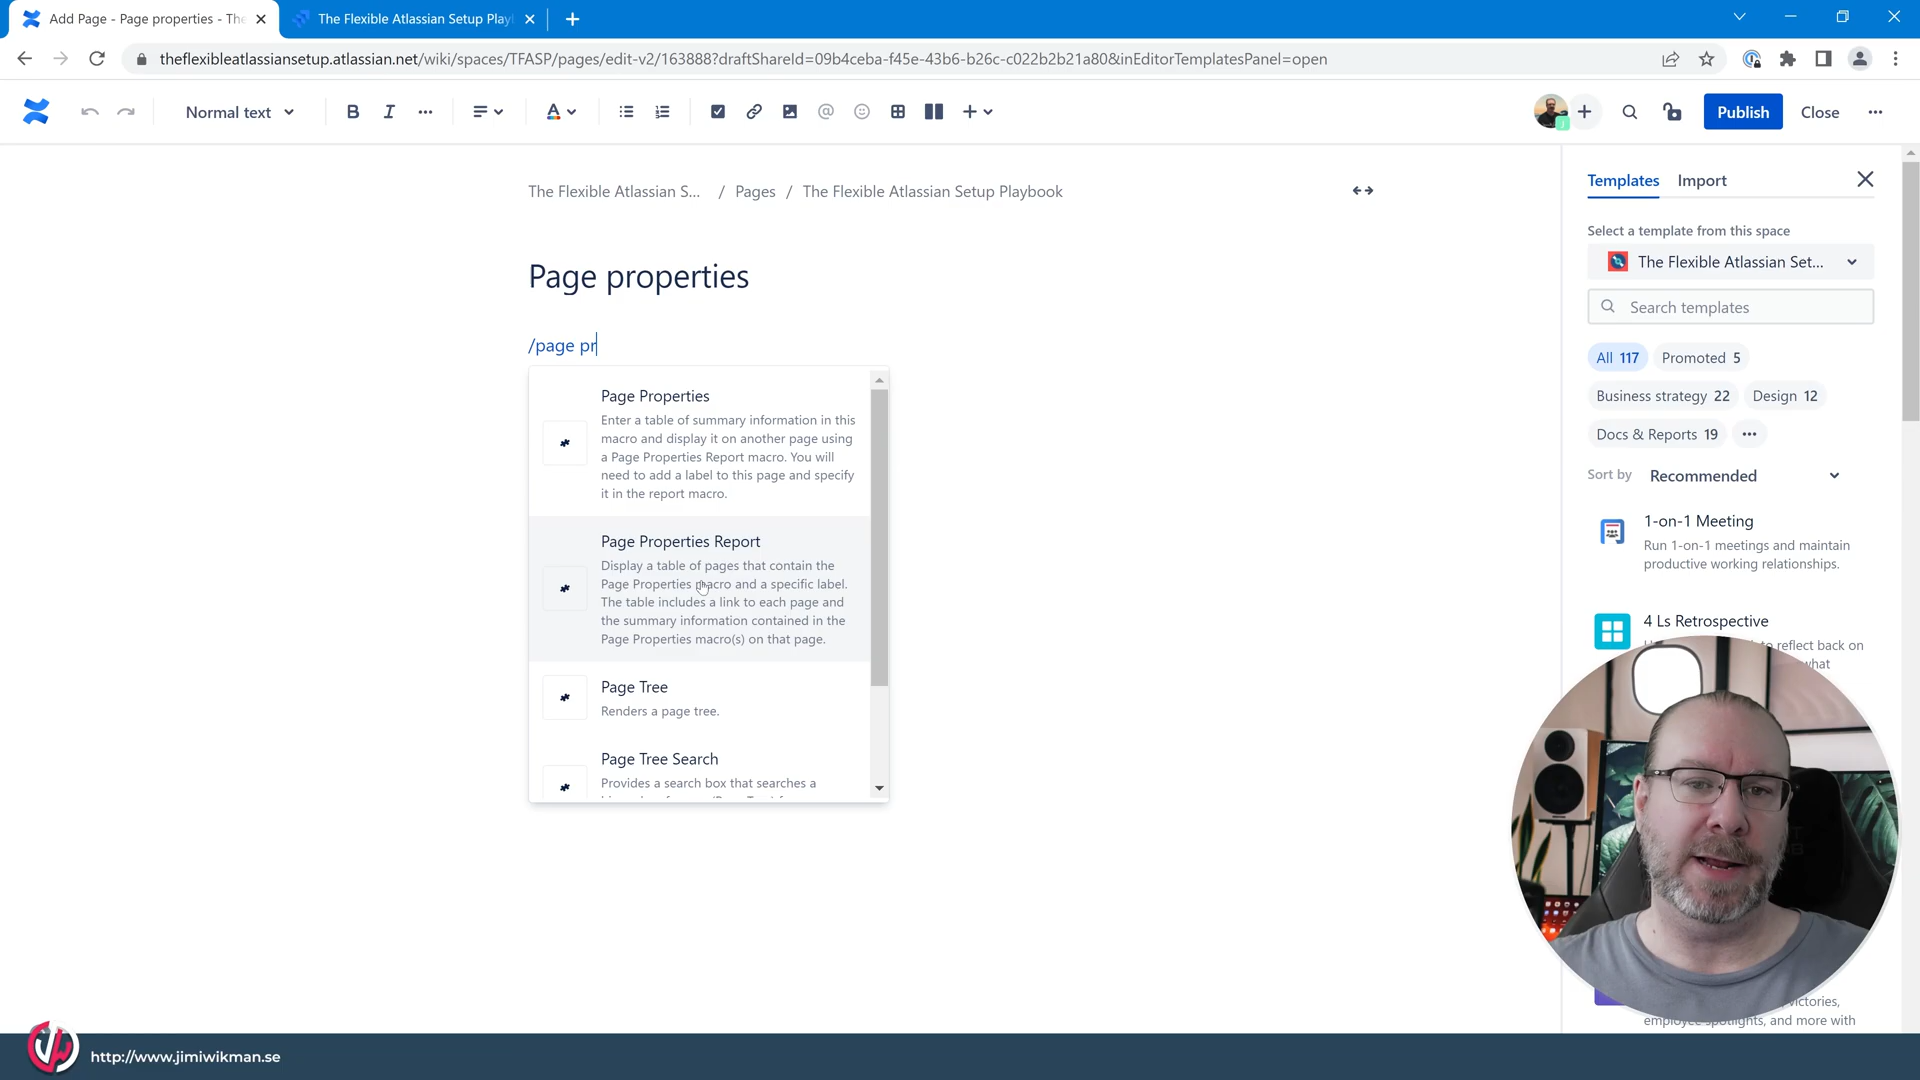 Add Page - Page properties - The
The Flexible Atlassian Setup Play
theflexibleatlassiansetup.atlassian.net/wiki/spaces/TFASP/pages/edit-v2/163888?draftShareId=09b4ceba-f45e-43b6-b26c-c022b2b21a80&inEditorTemplatesPanel=open
Normal text
B I A @
Publish
Close
The Flexible Atlassian S... / Pages / The Flexible Atlassian Setup Playbook
Page properties
/page pr
Page Properties
Enter a table of summary information in this
macro and display it on another page using
a Page Properties Report macro. You will
need to add a label to this page and specify
it in the report macro.
Page Properties Report
Display a table of pages that contain the
Page Properties macro and a specific label.
The table includes a link to each page and
the summary information contained in the
Page Properties macro(s) on that page.
Page Tree
Renders a page tree.
Page Tree Search
Provides a search box that searches a
Templates
Import
Select a template from this space
The Flexible Atlassian Set...
Search templates
All 117
Promoted 5
Business strategy 22
Design 12
Docs & Reports 19
Sort by
Recommended
1-on-1 Meeting
Run 1-on-1 meetings and maintain
productive working relationships.
4 Ls Retrospective
to reflect back on
what
victories,
employee spotlights, and more with
http://www.jimiwikman.se